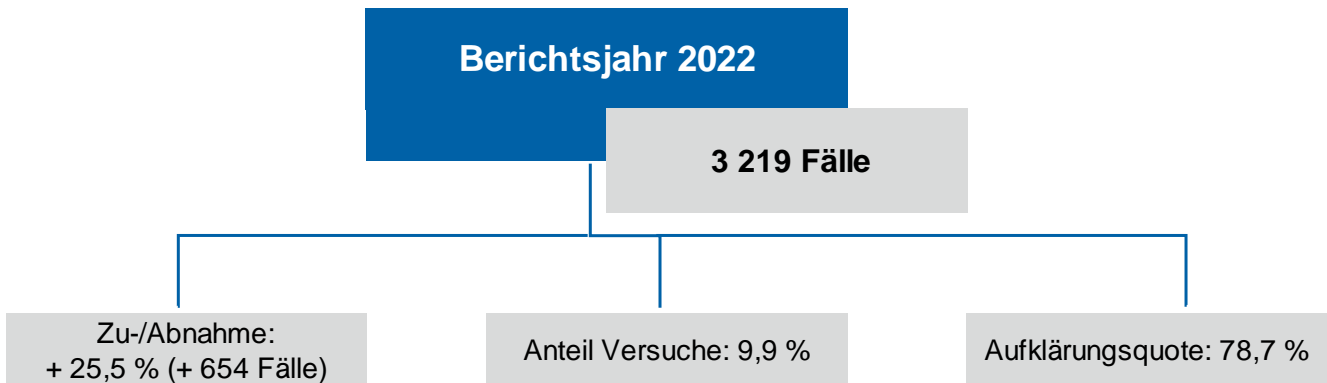 Berichtsjahr 2022
3 219 Fälle
Zu-/Abnahme:
+ 25,5 % (+ 654 Fälle)
Anteil Versuche: 9,9 %
Aufklärungsquote: 78,7 %